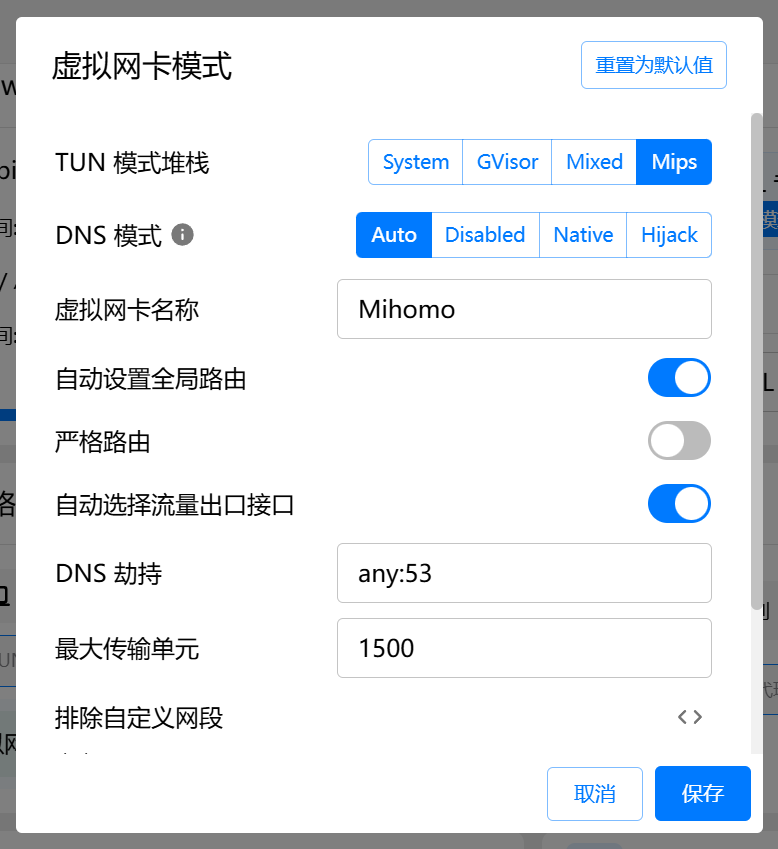 虚拟网卡模式
重置为默认值
TUN 模式堆栈
System GVisor Mixed Mips
DNS 模式
Auto Disabled Native Hijack
虚拟网卡名称
Mihomo
自动设置全局路由
严格路由
自动选择流量出口接口
DNS 劫持
any:53
最大传输单元
1500
排除自定义网段
取消 保存